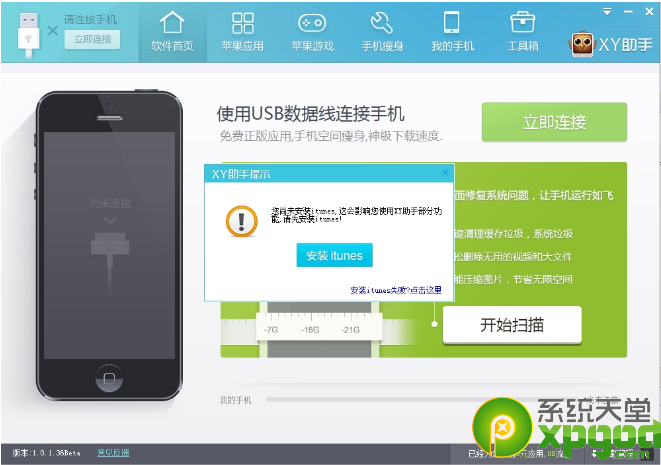 请连接手机
立即连接
软件首页
苹果应用
苹果游戏
手机瘦身
我的手机
工具箱
XY助手
尚未连接
使用USB数据线连接手机
免费正版应用,手机空间瘦身,神级下载速度.
立即连接
XY助手提示
您尚未安装itunes,这会影响您使用XY助手部分功
能,请先安装itunes!
安装 itunes
安装itunes失败?点击这里
面修复系统问题，让手机运行如飞
键清理缓存垃圾，系统垃圾
松删除无用的视频和大文件
能压缩图片，节省无限空间
-7G
-16G
-21G
开始扫描
我的手机
版本:1.0.1.36Beta
意见反馈
系统天堂
xpgod